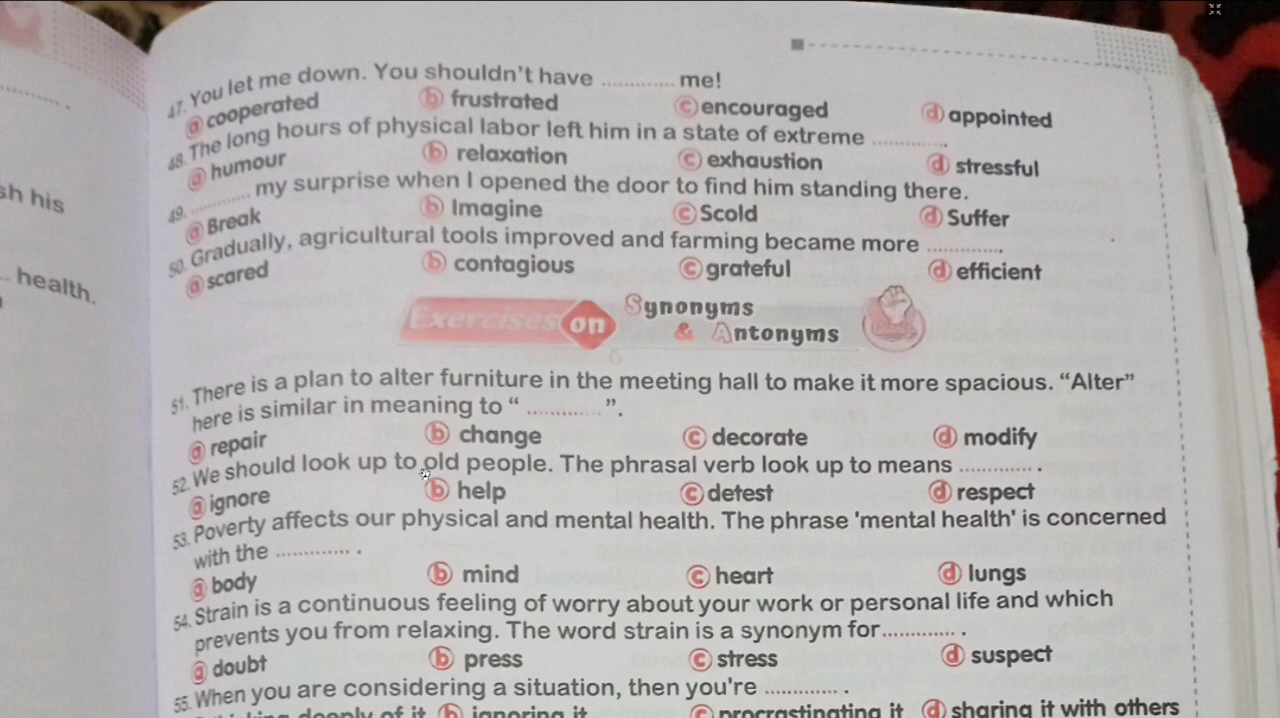 sh his
health.
47. You let me down. You shouldn't have ............ me!
a cooperated b frustrated c encouraged d appointed
48. The long hours of physical labor left him in a state of extreme ............
a humour b relaxation c exhaustion d stressful
49. ............ my surprise when I opened the door to find him standing there.
a Break b Imagine c Scold d Suffer
50. Gradually, agricultural tools improved and farming became more ............
a scared b contagious c grateful d efficient
Exercises on Synonyms
& Antonyms
51. There is a plan to alter furniture in the meeting hall to make it more spacious. “Alter”
here is similar in meaning to “ ............ ”.
a repair b change c decorate d modify
52. We should look up to old people. The phrasal verb look up to means ............ .
a ignore b help c detest d respect
53. Poverty affects our physical and mental health. The phrase 'mental health' is concerned
with the ............ .
a body b mind c heart d lungs
54. Strain is a continuous feeling of worry about your work or personal life and which
prevents you from relaxing. The word strain is a synonym for ............ .
a doubt b press c stress d suspect
55. When you are considering a situation, then you're ............ .
deeply of it b ignoring it c procrastinating it d sharing it with others